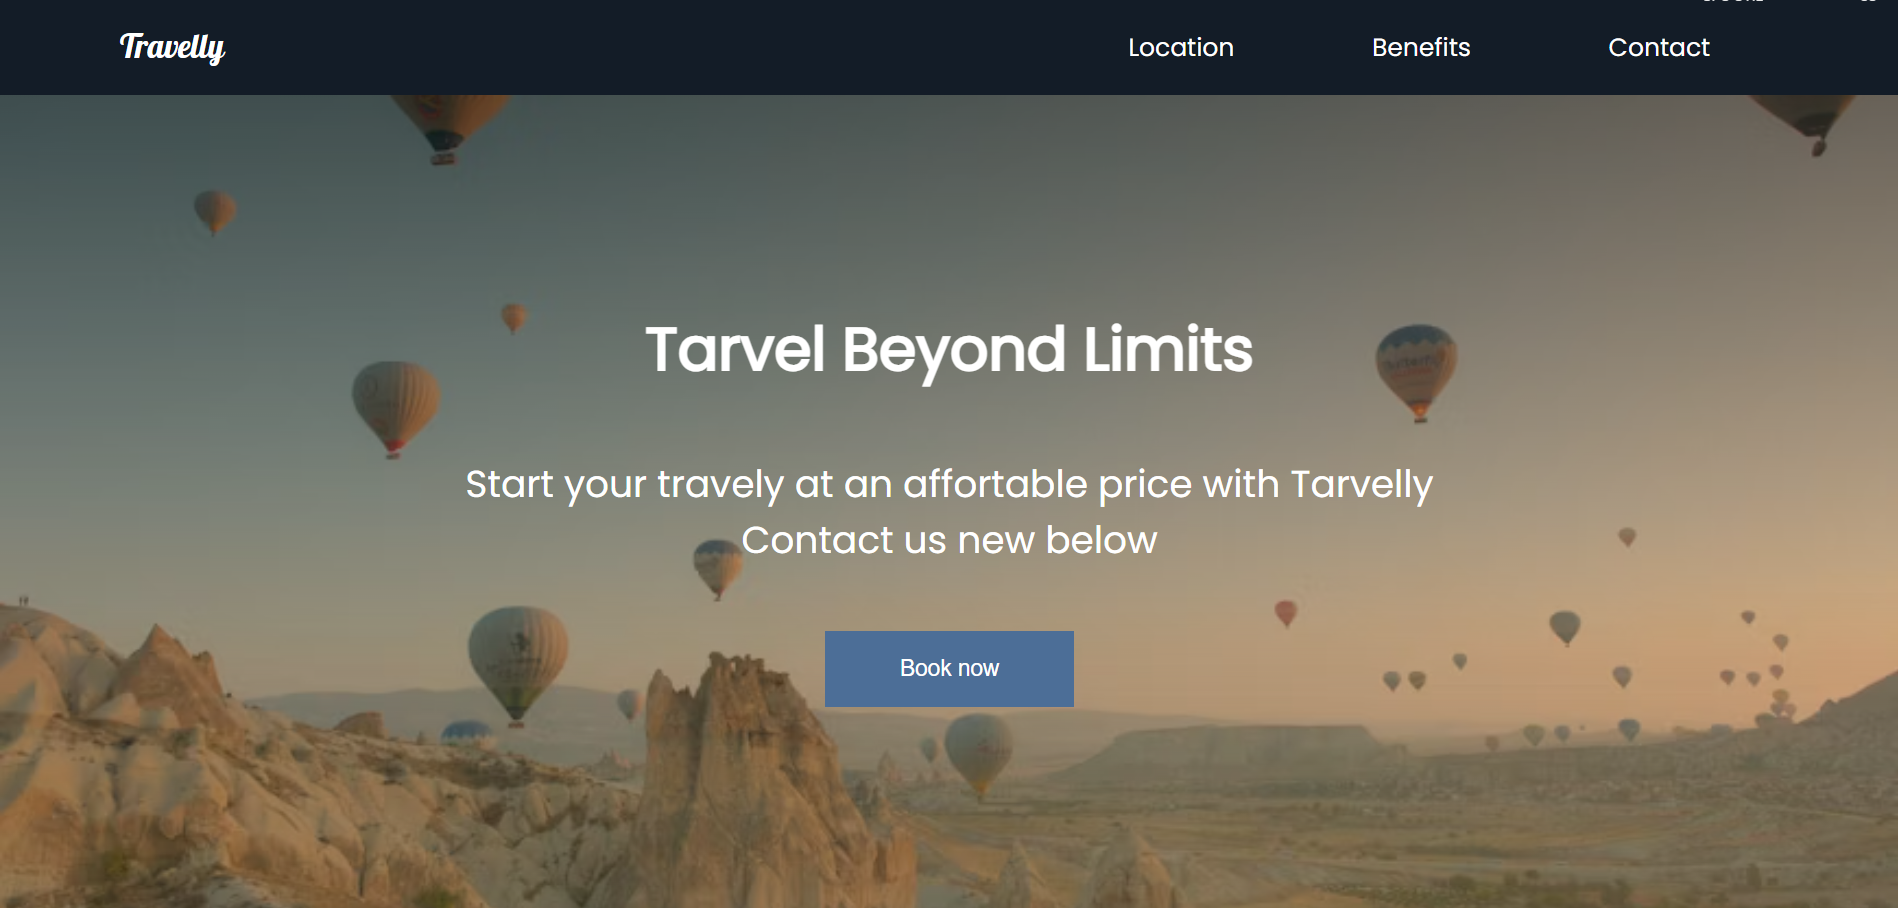 Travelly
Location
Benefits
Contact
Tarvel Beyond Limits
Start your travely at an affortable price with Tarvelly
Contact us new below
Book now